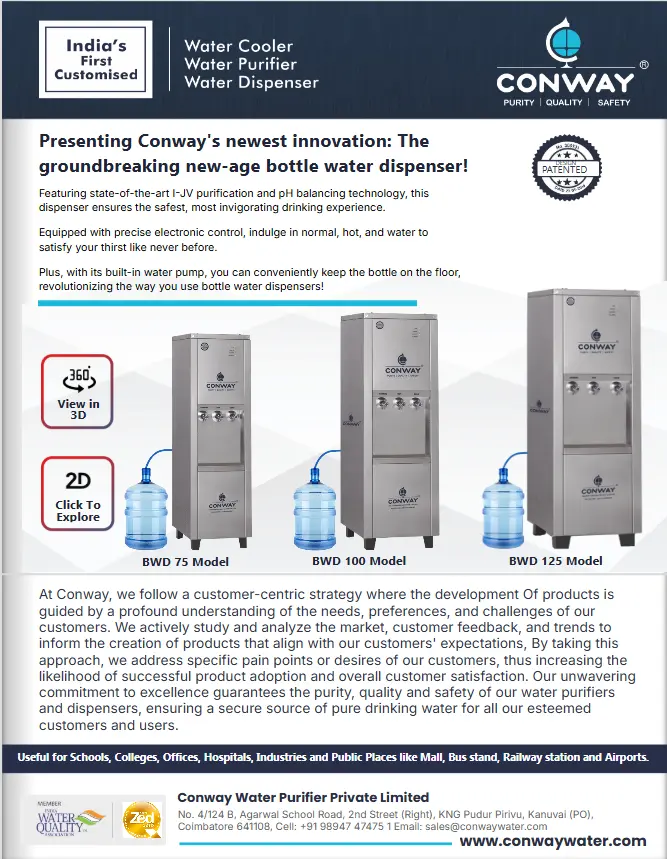 India's
First
Customised
Water Cooler
Water Purifier
Water Dispenser
CONWAY®
PURITY | QUALITY | SAFETY
Presenting Conway's newest innovation: The
groundbreaking new-age bottle water dispenser!
DESIGN
PATENTED
Featuring state-of-the-art I-JV purification and pH balancing technology, this
dispenser ensures the safest, most invigorating drinking experience.
Equipped with precise electronic control, indulge in normal, hot, and water to
satisfy your thirst like never before.
Plus, with its built-in water pump, you can conveniently keep the bottle on the floor,
revolutionizing the way you use bottle water dispensers!
360°
View in
3D
2D
Click To
Explore
CONWAY
CONWAY
CONWAY
CONWAY
CONWAY
CONWAY
BWD 75 Model
BWD 100 Model
BWD 125 Model
At Conway, we follow a customer-centric strategy where the development Of products is
guided by a profound understanding of the needs, preferences, and challenges of our
customers. We actively study and analyze the market, customer feedback, and trends to
inform the creation of products that align with our customers' expectations, By taking this
approach, we address specific pain points or desires of our customers, thus increasing the
likelihood of successful product adoption and overall customer satisfaction. Our unwavering
commitment to excellence guarantees the purity, quality and safety of our water purifiers
and dispensers, ensuring a secure source of pure drinking water for all our esteemed
customers and users.
Useful for Schools, Colleges, Offices, Hospitals, Industries and Public Places like Mall, Bus stand, Railway station and Airports.
MEMBER
WATER
QUALITY
ASSOCIATION
Zed
Conway Water Purifier Private Limited
No. 4/124 B, Agarwal School Road, 2nd Street (Right), KNG Pudur Pirivu, Kanuvai (PO),
Coimbatore 641108, Cell: +91 98947 47475 1 Email: sales@conwaywater.com
www.conwaywater.com